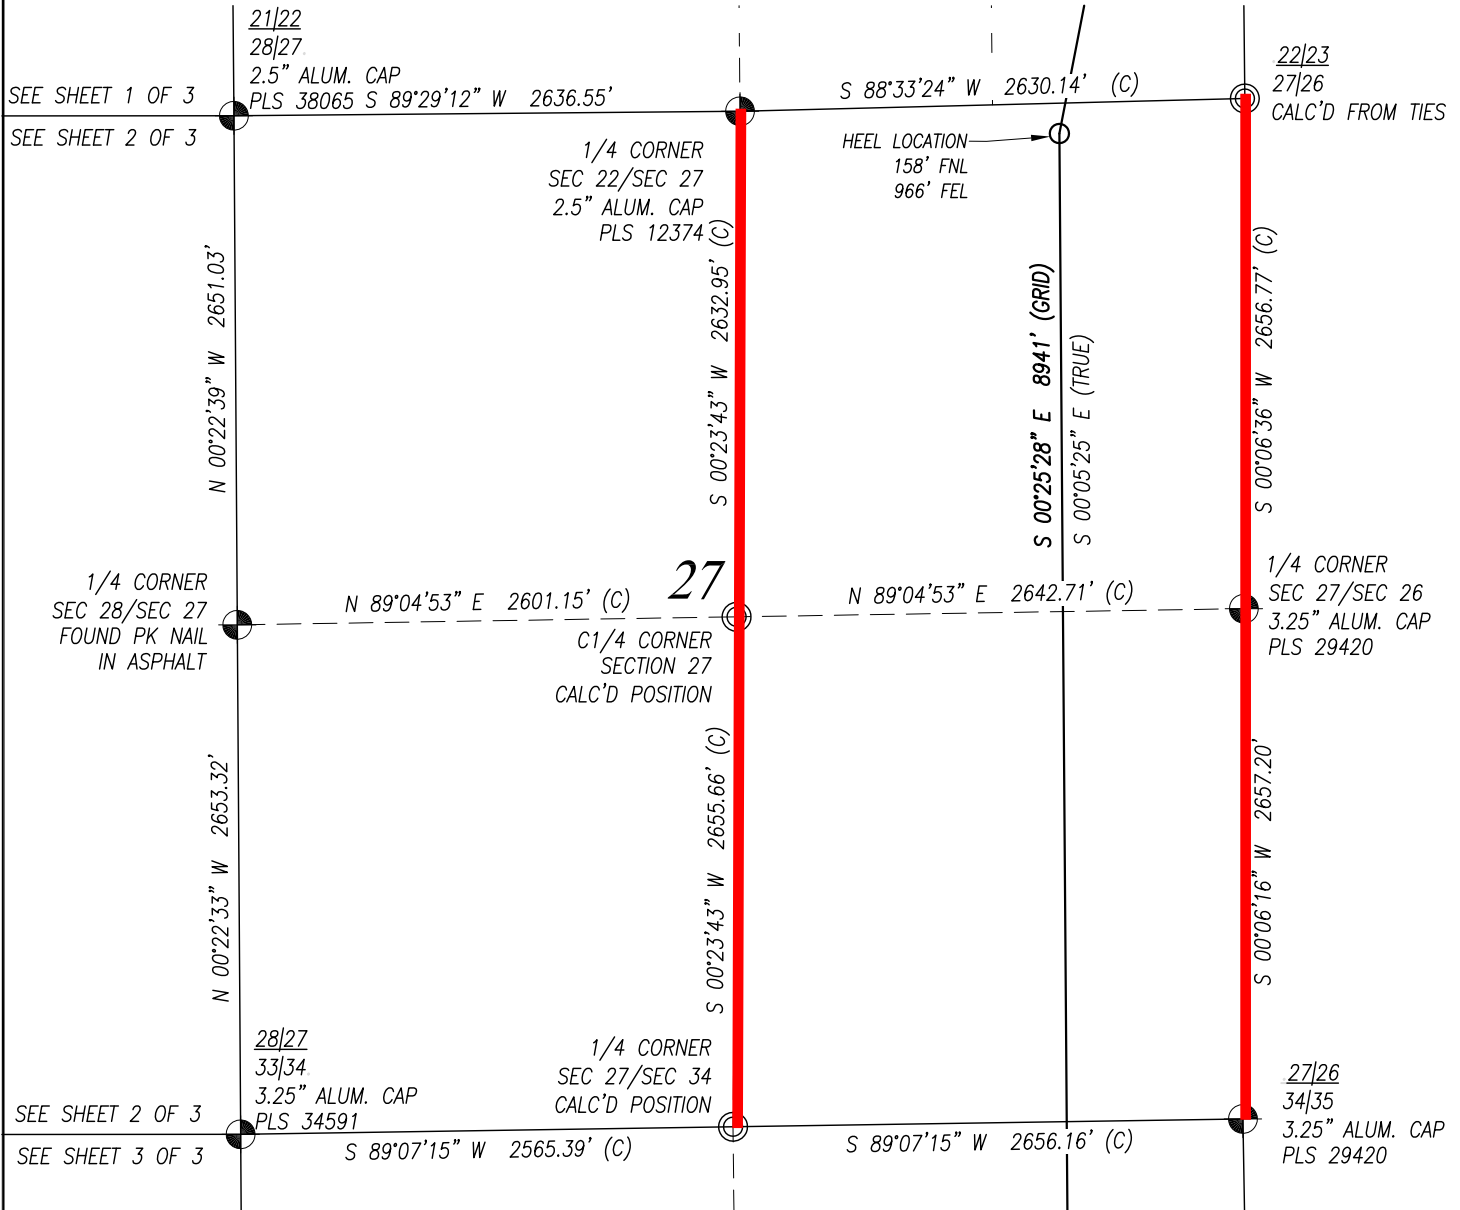 21|22
28|27
2.5" ALUM. CAP
PLS 38065
S 89°29'12" W 2636.55'
SEE SHEET 1 OF 3
SEE SHEET 2 OF 3
S 88°33'24" W 2630.14' (C)
22|23
27|26
CALC'D FROM TIES
1/4 CORNER
SEC 22/SEC 27
2.5" ALUM. CAP
PLS 12374
HEEL LOCATION
158' FNL
966' FEL
N 00°22'39" W 2651.03'
S 00°23'43" W 2632.95' (C)
S 00°25'28" E 8941' (GRID)
S 00°05'25" E (TRUE)
S 00°06'36" W 2656.77' (C)
1/4 CORNER
SEC 28/SEC 27
FOUND PK NAIL
IN ASPHALT
N 89°04'53" E 2601.15' (C)
27
N 89°04'53" E 2642.71' (C)
1/4 CORNER
SEC 27/SEC 26
3.25" ALUM. CAP
PLS 29420
C1/4 CORNER
SECTION 27
CALC'D POSITION
N 00°22'33" W 2653.32'
S 00°23'43" W 2655.66' (C)
S 00°06'16" W 2657.20'
28|27
33|34
3.25" ALUM. CAP
PLS 34591
1/4 CORNER
SEC 27/SEC 34
CALC'D POSITION
27|26
34|35
3.25" ALUM. CAP
PLS 29420
SEE SHEET 2 OF 3
SEE SHEET 3 OF 3
S 89°07'15" W 2565.39' (C)
S 89°07'15" W 2656.16' (C)